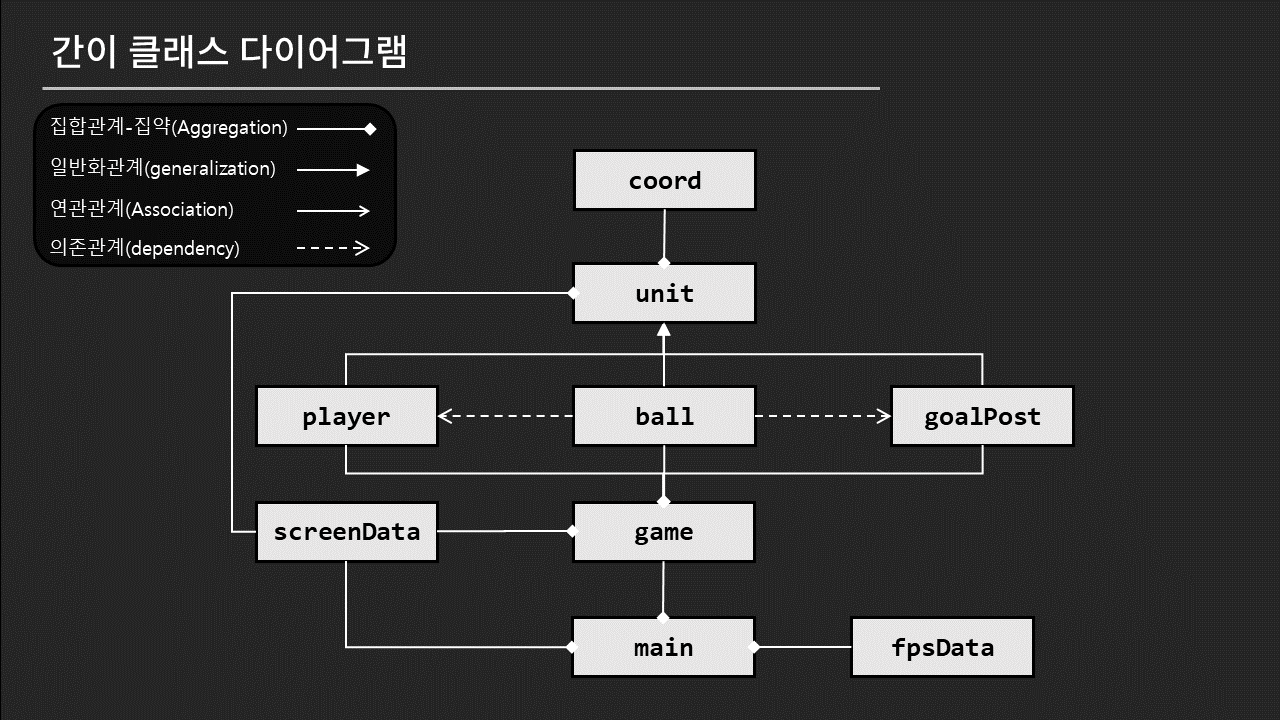 간이 클래스 다이어그램
집합관계-집약(Aggregation)
일반화관계(generalization)
연관관계(Association)
의존관계(dependency)
coord
unit
player
ball
goalPost
screenData
game
main
fpsData